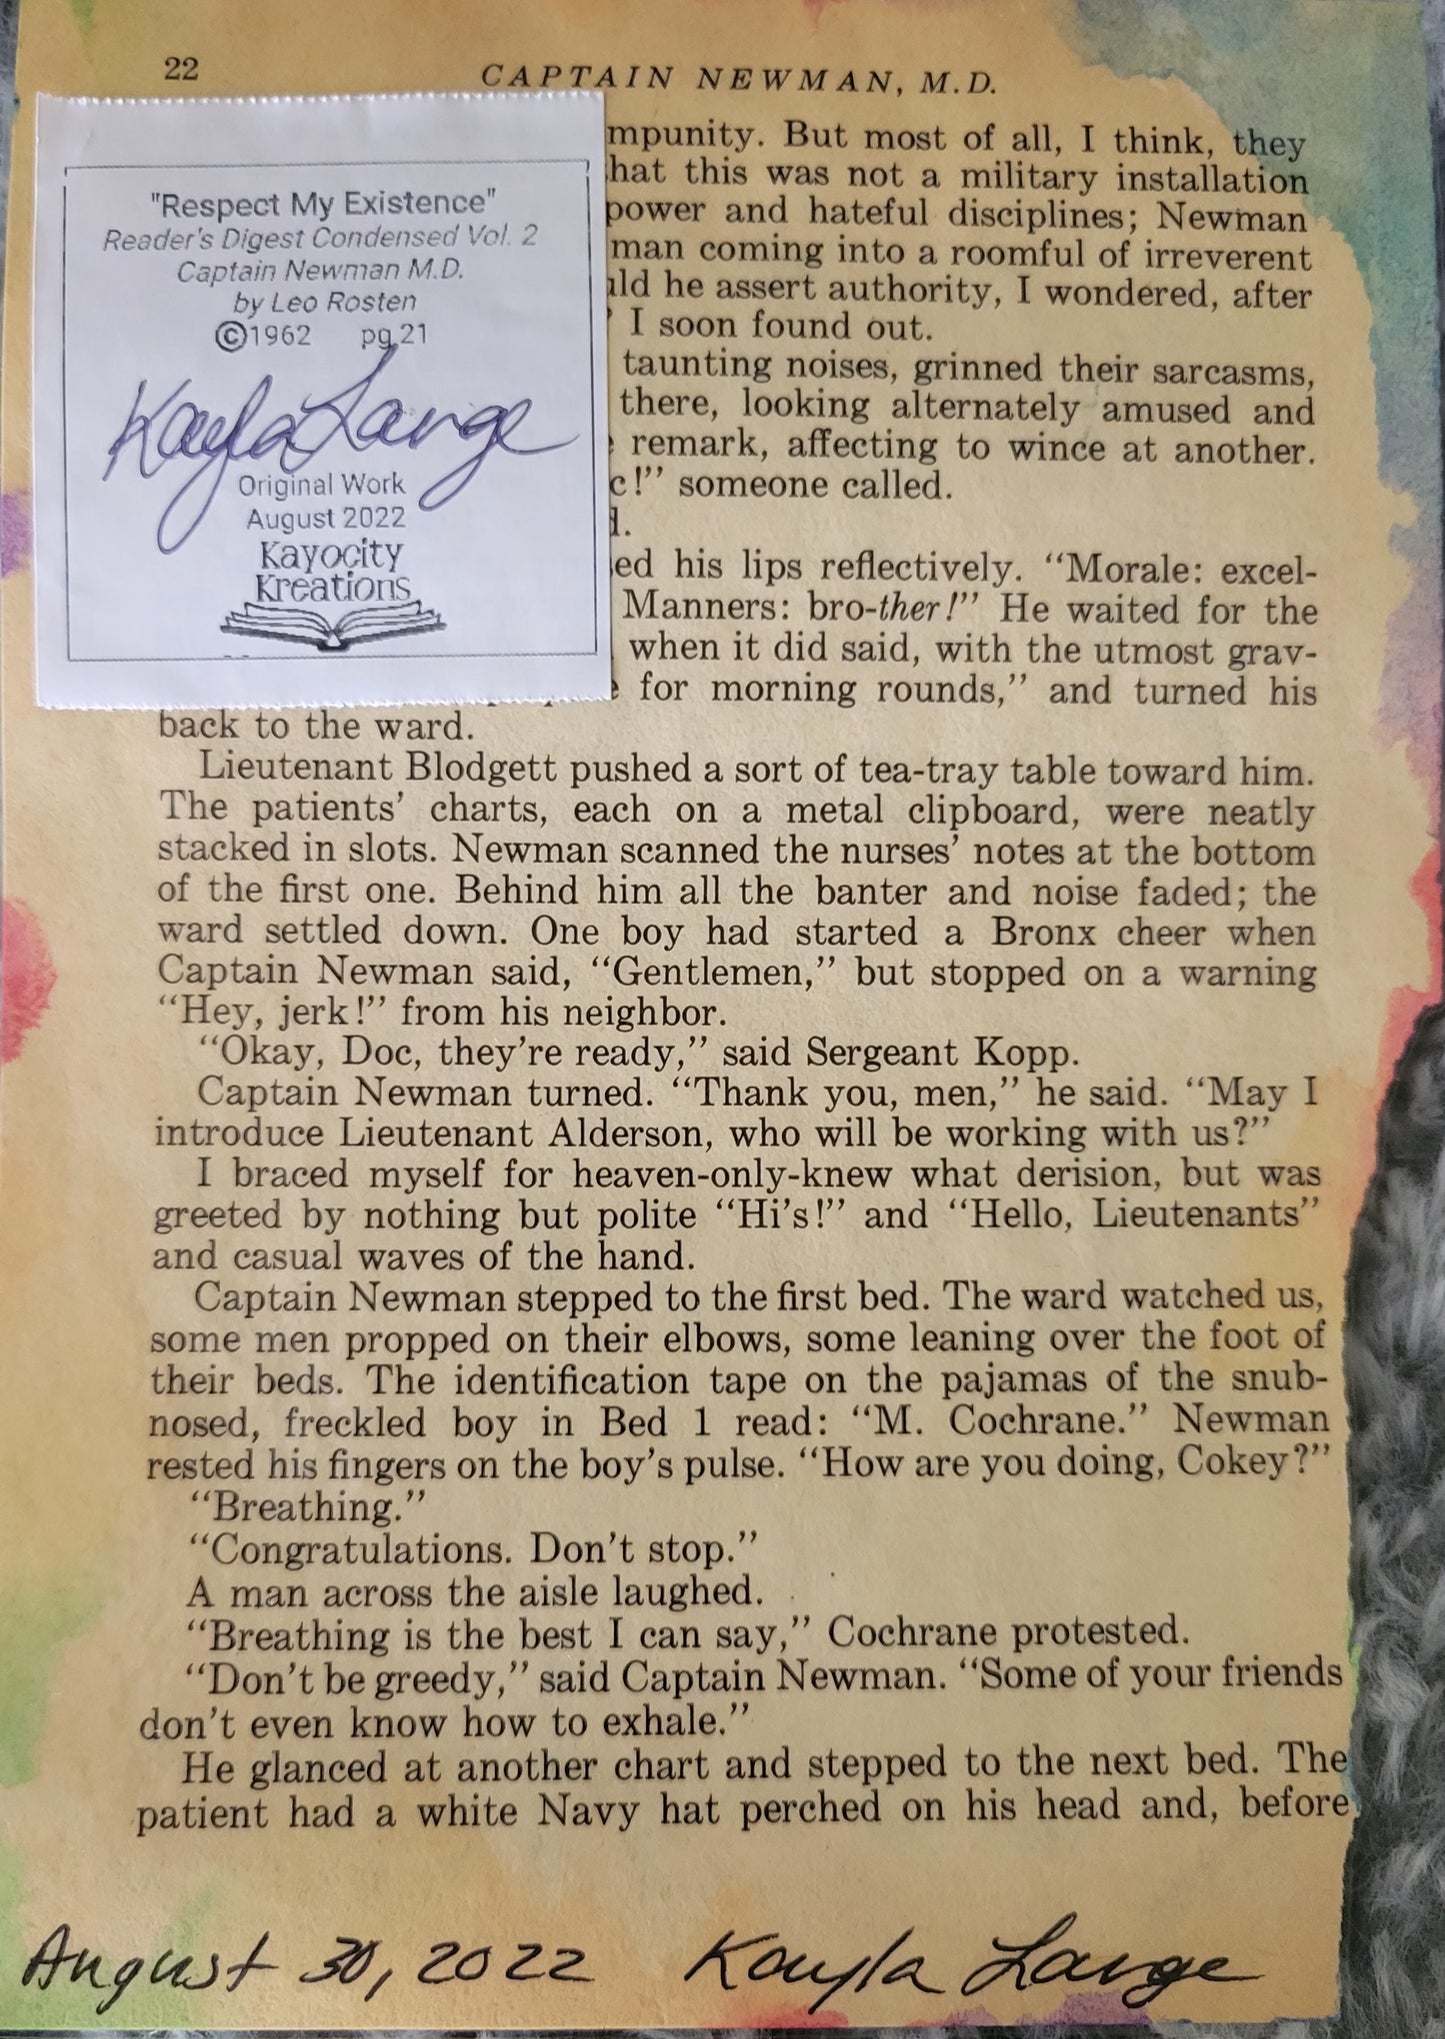 22
CAPTAIN NEWMAN, M.D.
"Respect My Existence"
Reader's Digest Condensed Vol. 2
Captain Newman M.D.
by Leo Rosten
©1962 pg 21
Kayla Lange
Original Work
August 2022
Kayocity
Kreations
mpunity. But most of all, I think, they
hat this was not a military installation
power and hateful disciplines; Newman
man coming into a roomful of irreverent
uld he assert authority, I wondered, after
I soon found out.
taunting noises, grinned their sarcasms,
there, looking alternately amused and
remark, affecting to wince at another.
c!” someone called.
d.
ed his lips reflectively. “Morale: excel-
Manners: bro-ther!” He waited for the
when it did said, with the utmost grav-
e for morning rounds,” and turned his
back to the ward.
Lieutenant Blodgett pushed a sort of tea-tray table toward him.
The patients’ charts, each on a metal clipboard, were neatly
stacked in slots. Newman scanned the nurses’ notes at the bottom
of the first one. Behind him all the banter and noise faded; the
ward settled down. One boy had started a Bronx cheer when
Captain Newman said, “Gentlemen,” but stopped on a warning
“Hey, jerk!” from his neighbor.
“Okay, Doc, they’re ready,” said Sergeant Kopp.
Captain Newman turned. “Thank you, men,” he said. “May I
introduce Lieutenant Alderson, who will be working with us?”
I braced myself for heaven-only-knew what derision, but was
greeted by nothing but polite “Hi’s!” and “Hello, Lieutenants”
and casual waves of the hand.
Captain Newman stepped to the first bed. The ward watched us,
some men propped on their elbows, some leaning over the foot of
their beds. The identification tape on the pajamas of the snub-
nosed, freckled boy in Bed 1 read: “M. Cochrane.” Newman
rested his fingers on the boy’s pulse. “How are you doing, Cokey?”
“Breathing.”
“Congratulations. Don’t stop.”
A man across the aisle laughed.
“Breathing is the best I can say,” Cochrane protested.
“Don’t be greedy,” said Captain Newman. “Some of your friends
don’t even know how to exhale.”
He glanced at another chart and stepped to the next bed. The
patient had a white Navy hat perched on his head and, before
August 30, 2022 Kayla Lange